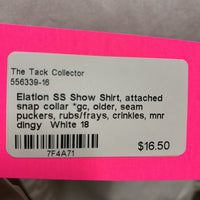 The Tack Collector
556339-16
Elation SS Show Shirt, attached
snap collar *gc, older, seam
puckers, rubs/frays, crinkles, mnr
dingy White 18
7F4A71
$16.50